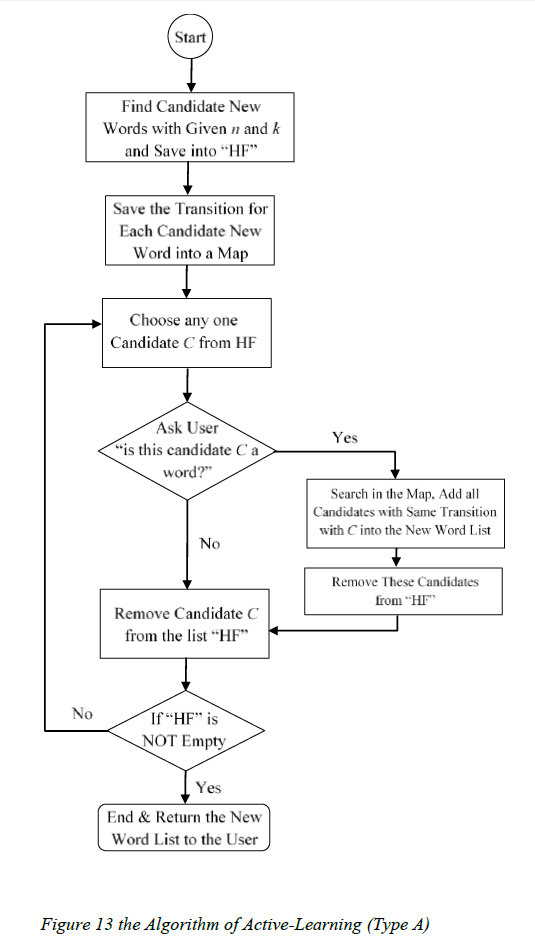 Start
Find Candidate New
Words with Given n and k
and Save into “HF”
Save the Transition for
Each Candidate New
Word into a Map
Choose any one
Candidate C from HF
Ask User
“is this candidate C a
word?”
Yes
Search in the Map, Add all
Candidates with Same Transition
with C into the New Word List
No
Remove These Candidates
from “HF”
Remove Candidate C
from the list “HF”
No
If “HF” is
NOT Empty
Yes
End & Return the New
Word List to the User
Figure 13 the Algorithm of Active-Learning (Type A)